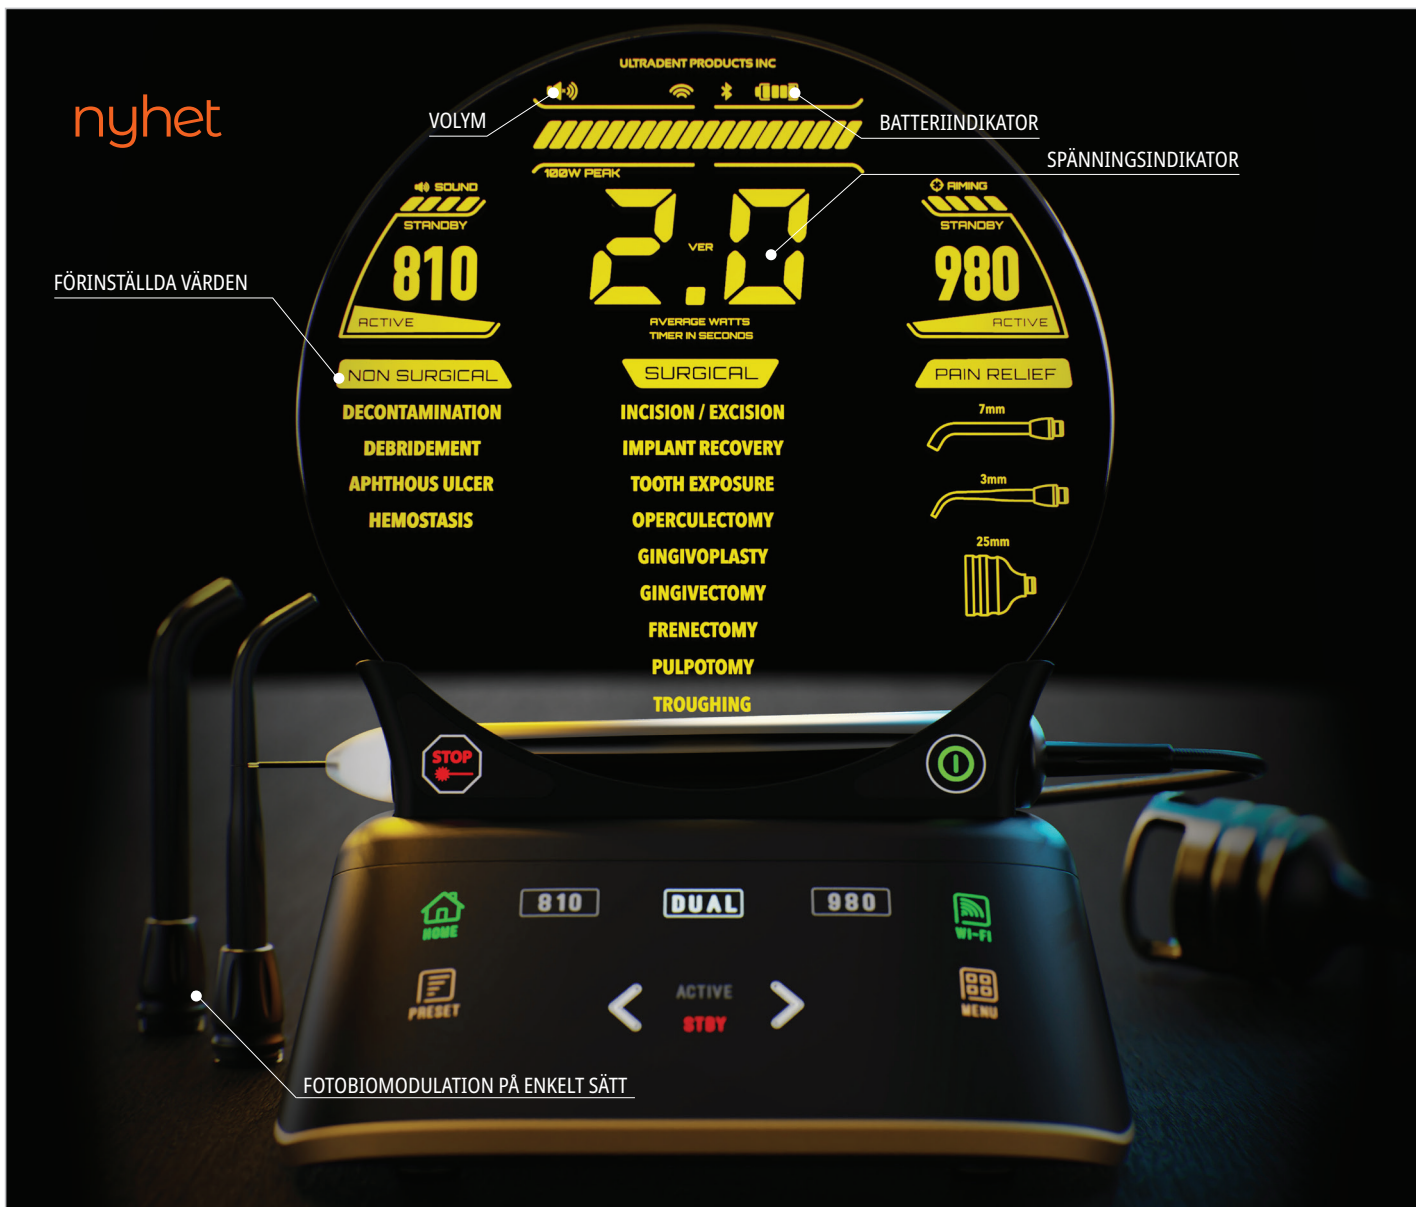 ULTRADENT PRODUCTS INC
nyhet
VOLYM
BATTERIINDIKATOR
SPÄNNINGSINDIKATOR
100W PEAK
SOUND
STANDBY
810
ACTIVE
2.0
VER
AVERAGE WATTS
TIMER IN SECONDS
AIMING
STANDBY
980
ACTIVE
FÖRINSTÄLLDA VÄRDEN
NON SURGICAL
DECONTAMINATION
DEBRIDEMENT
APHTHOUS ULCER
HEMOSTASIS
SURGICAL
INCISION / EXCISION
IMPLANT RECOVERY
TOOTH EXPOSURE
OPERCULECTOMY
GINGIVOPLASTY
GINGIVECTOMY
FRENECTOMY
PULPOTOMY
TROUGHING
PAIN RELIEF
7mm
3mm
25mm
STOP
HOME
810
DUAL
980
WI-FI
PRESET
ACTIVE
STBY
MENU
FOTOBIOMODULATION PÅ ENKELT SÄTT